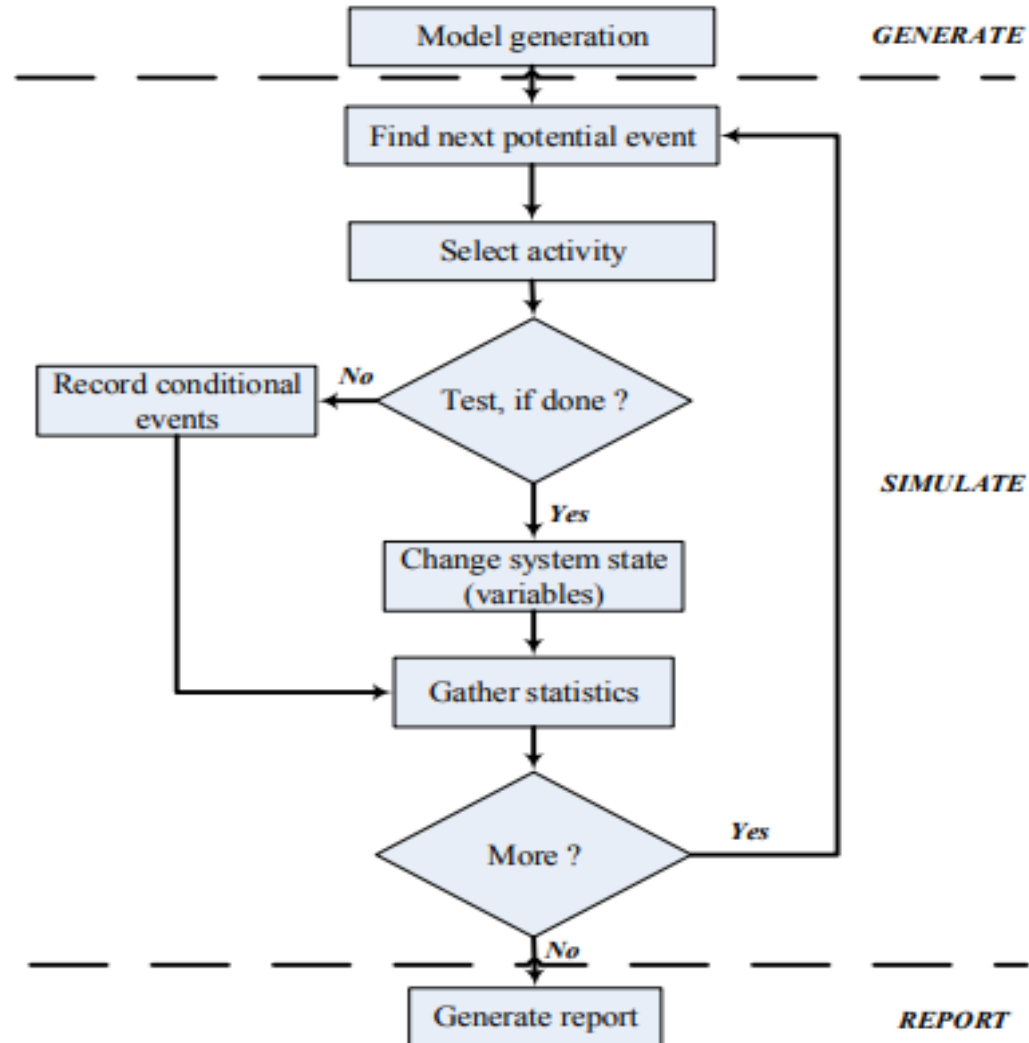 Model generation
GENERATE
Find next potential event
Select activity
No
Record conditional
events
Test, if done ?
SIMULATE
Yes
Change system state
(variables)
Gather statistics
Yes
More ?
No
Generate report
REPORT